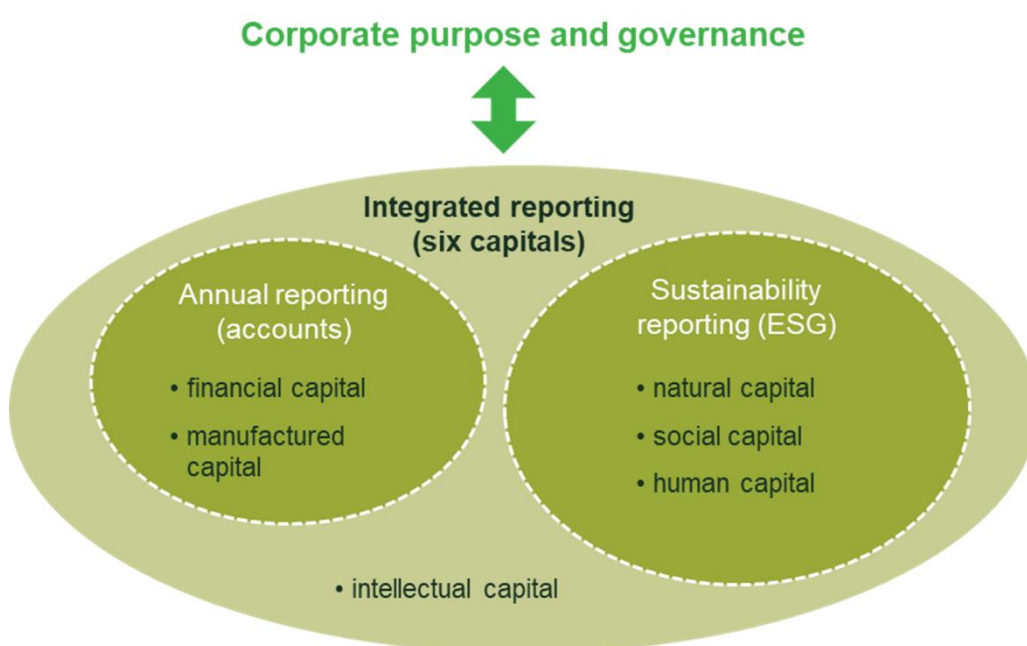 Corporate purpose and governance
Integrated reporting
(six capitals)
Annual reporting
(accounts)
• financial capital
• manufactured
capital
Sustainability
reporting (ESG)
• natural capital
• social capital
• human capital
• intellectual capital